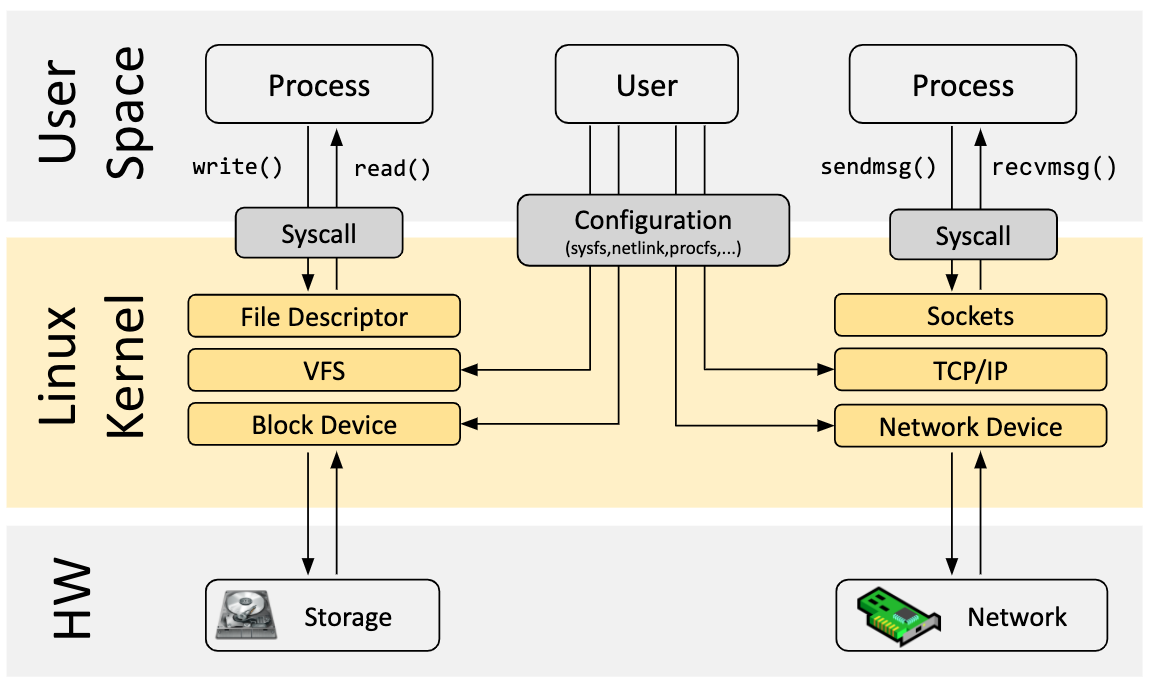 User
Space
Process
User
Process
write()
read()
sendmsg()
recvmsg()
Syscall
Configuration
(sysfs,netlink,procfs,...)
Syscall
Linux
Kernel
File Descriptor
VFS
Block Device
Sockets
TCP/IP
Network Device
HW
Storage
Network